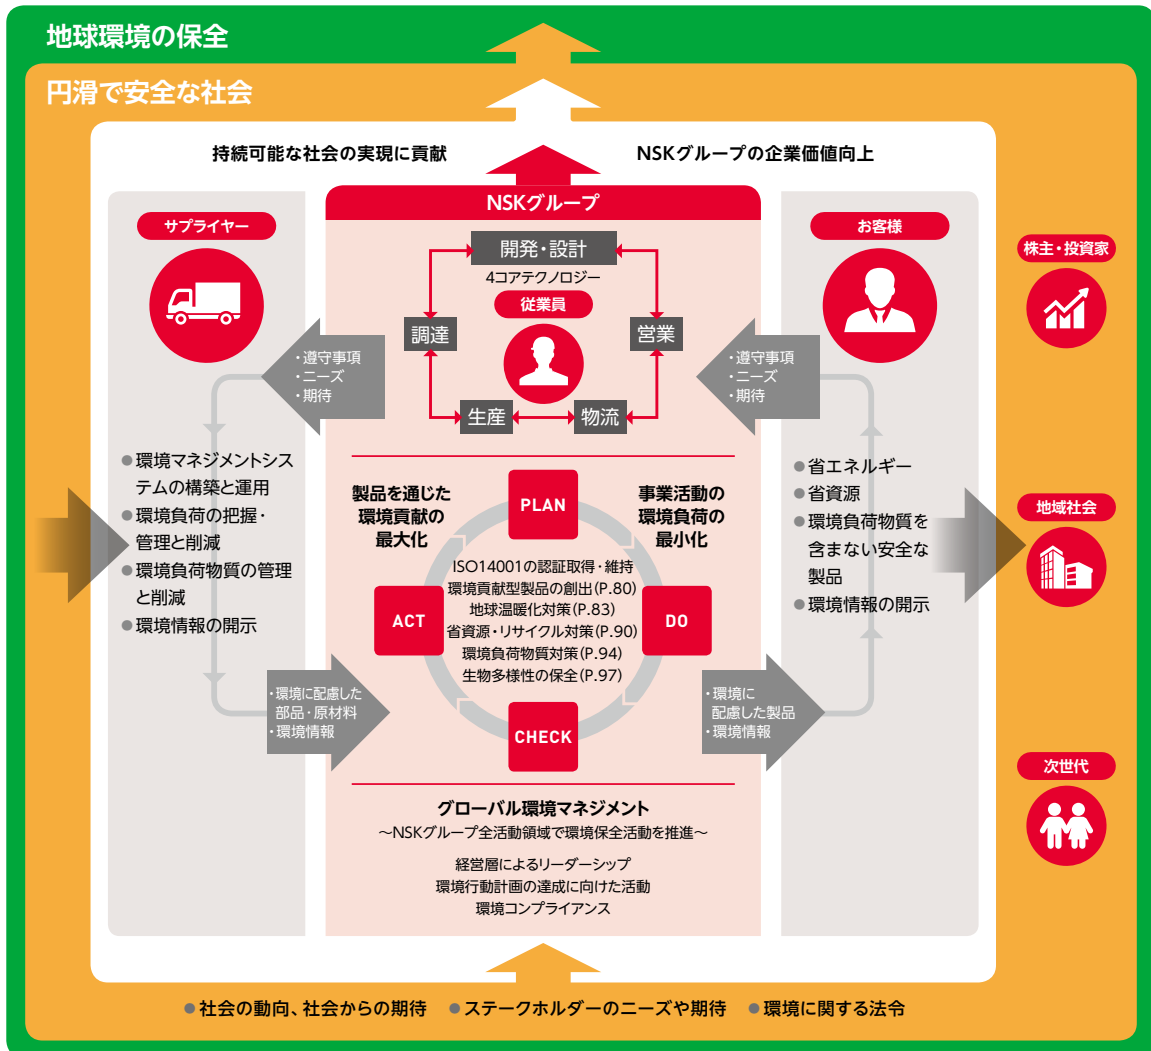 地球環境の保全
円滑で安全な社会
持続可能な社会の実現に貢献
NSKグループの企業価値向上
サプライヤー
・遵守事項
・ニーズ
・期待
●環境マネジメントシス
テムの構築と運用
●環境負荷の把握・
管理と削減
●環境負荷物質の管理
と削減
●環境情報の開示
・環境に配慮した
部品・原材料
・環境情報
NSKグループ
開発・設計
4コアテクノロジー
従業員
調達
営業
生産
物流
製品を通じた
環境貢献の
最大化
事業活動の
環境負荷の
最小化
PLAN
ISO14001の認証取得・維持
環境貢献型製品の創出(P.80)
地球温暖化対策(P.83)
省資源・リサイクル対策(P.90)
環境負荷物質対策(P.94)
生物多様性の保全(P.97)
ACT
DO
CHECK
グローバル環境マネジメント
~NSKグループ全活動領域で環境保全活動を推進~
経営層によるリーダーシップ
環境行動計画の達成に向けた活動
環境コンプライアンス
お客様
・遵守事項
・ニーズ
・期待
●省エネルギー
●省資源
●環境負荷物質を
含まない安全な
製品
●環境情報の開示
・環境に
配慮した製品
・環境情報
株主・投資家
地域社会
次世代
●社会の動向、社会からの期待 ●ステークホルダーのニーズや期待 ●環境に関する法令